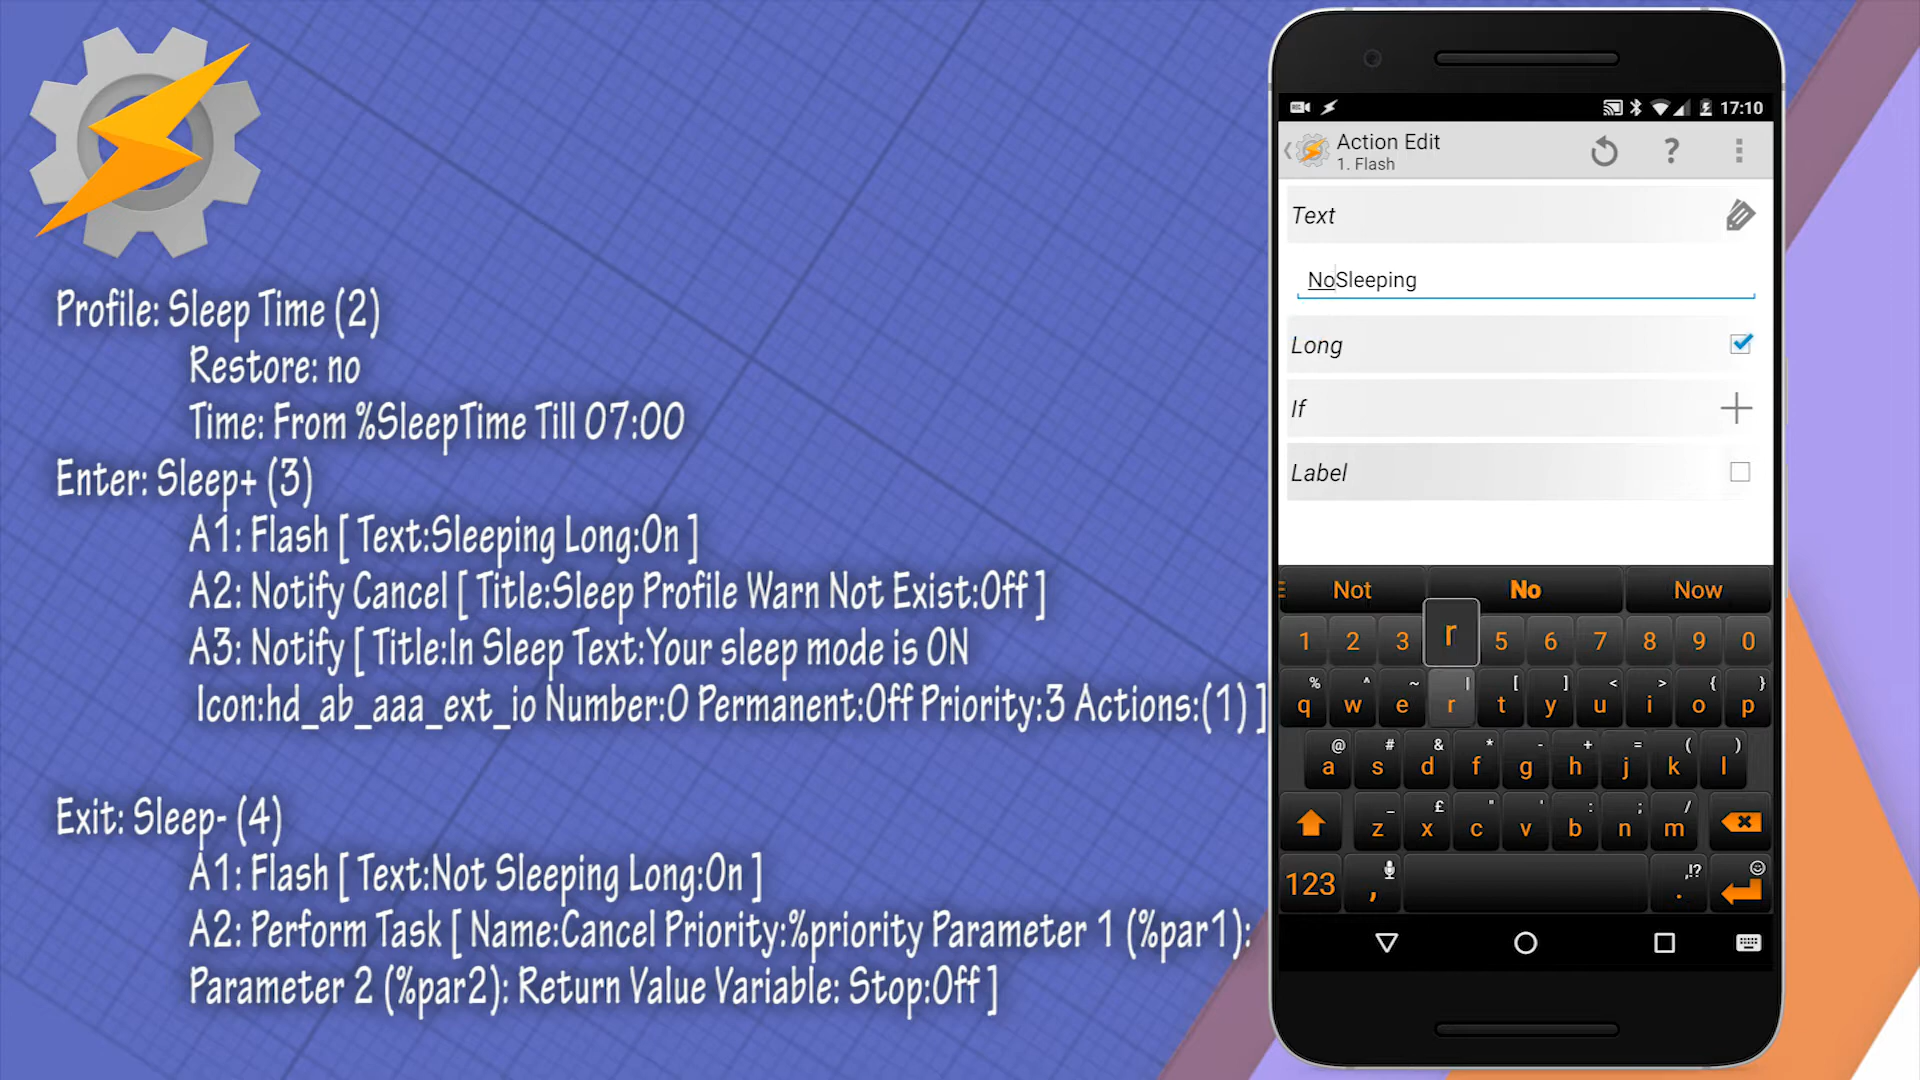 Profile: Sleep Time (2)
Restore: no
Time: From %SleepTime Till 07:00
Enter: Sleep+ (3)
A1: Flash [ Text:Sleeping Long:On ]
A2: Notify Cancel [ Title:Sleep Profile Warn Not Exist:Off ]
A3: Notify [ Title:In Sleep Text:Your sleep mode is ON
Icon:hd_ab_aaa_ext_io Number:0 Permanent:Off Priority:3 Actions:(1) ]
Exit: Sleep- (4)
A1: Flash [ Text:Not Sleeping Long:On ]
A2: Perform Task [ Name:Cancel Priority:%priority Parameter 1 (%par1):
Parameter 2 (%par2): Return Value Variable: Stop:Off ]
17:10
Action Edit
1. Flash
?
Text
NoSleeping
Long
If
Label
Not No Now
1 2 3 r 5 6 7 8 9 0
% ^ ~ | [ ] < > { }
q w e r t y u i o p
@ # & * - + = ( )
a s d f g h j k l
_ £ " ' : ; /
z x c v b n m
,!?
123 , .